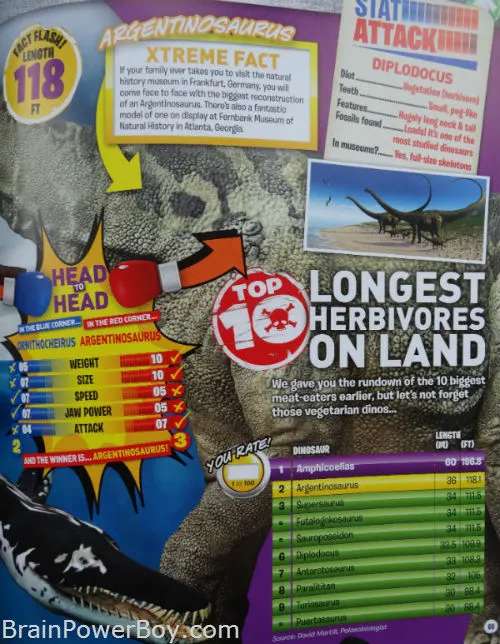 FACT FLASH!
LENGTH
118
FT
ARGENTINOSAURUS
XTREME FACT
If your family ever takes you to visit the natural
history museum in Frankfurt, Germany, you will
come face to face with the biggest reconstruction
of an Argentinosaurus. There's also a fantastic
model of one on display at Fernbank Museum of
Natural History in Atlanta, Georgia.
STAT
ATTACK
DIPLODOCUS
Diet Vegetation (herbivore)
Teeth Small, peg-like
Features Hugely long neck & tail
Fossils found Loads! It's one of the
most studied dinosaurs
In museums? Yes, full-size skeletons
HEAD
TO
HEAD
IN THE BLUE CORNER... IN THE RED CORNER...
ORNITHOCHEIRUS ARGENTINOSAURUS
05 WEIGHT 10
07 SIZE 10
07 SPEED 05
07 JAW POWER 05
04 ATTACK 07
2 3
AND THE WINNER IS... ARGENTINOSAURUS!
TOP
10
LONGEST
HERBIVORES
ON LAND
We gave you the rundown of the 10 biggest
meat-eaters earlier, but let's not forget
those vegetarian dinos...
YOU RATE!
1 to 100
DINOSAUR LENGTH
(M) (FT)
1 Amphicoelias 60 196.8
2 Argentinosaurus 36 118.1
3 Supersaurus 34 111.5
= Futalognkosaurus 34 111.5
= Sauroposeidon 34 111.5
6 Diplodocus 33.5 109.9
7 Antarctosaurus 33 108.3
8 Paralititan 32 105
9 Turiasaurus 30 98.4
= Puertasaurus 30 98.4
Source: David Martill, Palaeobiologist
BrainPowerBoy.com